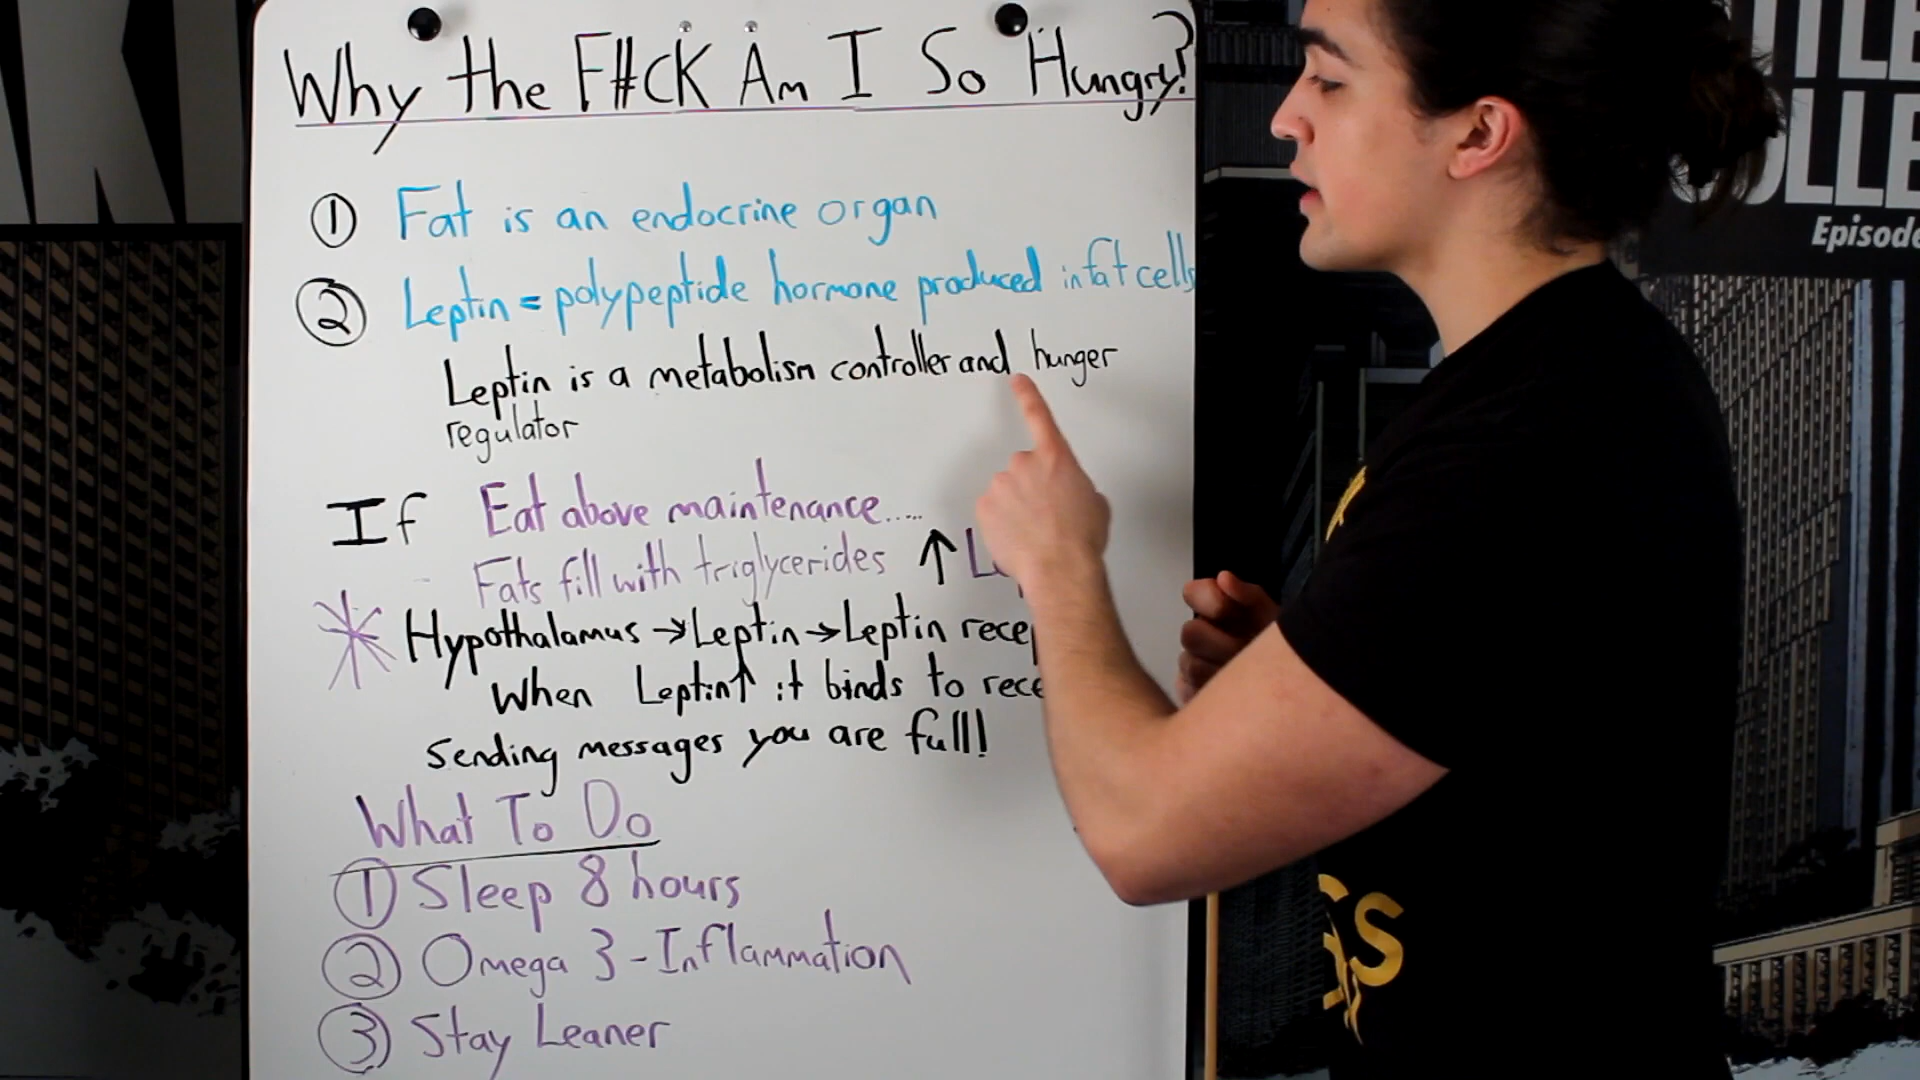 Why the F#CK Am I So Hungry?
① Fat is an endocrine organ
② Leptin = polypeptide hormone produced in fat cells
Leptin is a metabolism controller and hunger
regulator
If Eat above maintenance.....
Fats fill with triglycerides ↑
* Hypothalamus → Leptin → Leptin
When Leptin↑ it binds to
sending messages you are full!
What To Do
① Sleep 8 hours
② Omega 3 - Inflammation
③ Stay Leaner
Episode